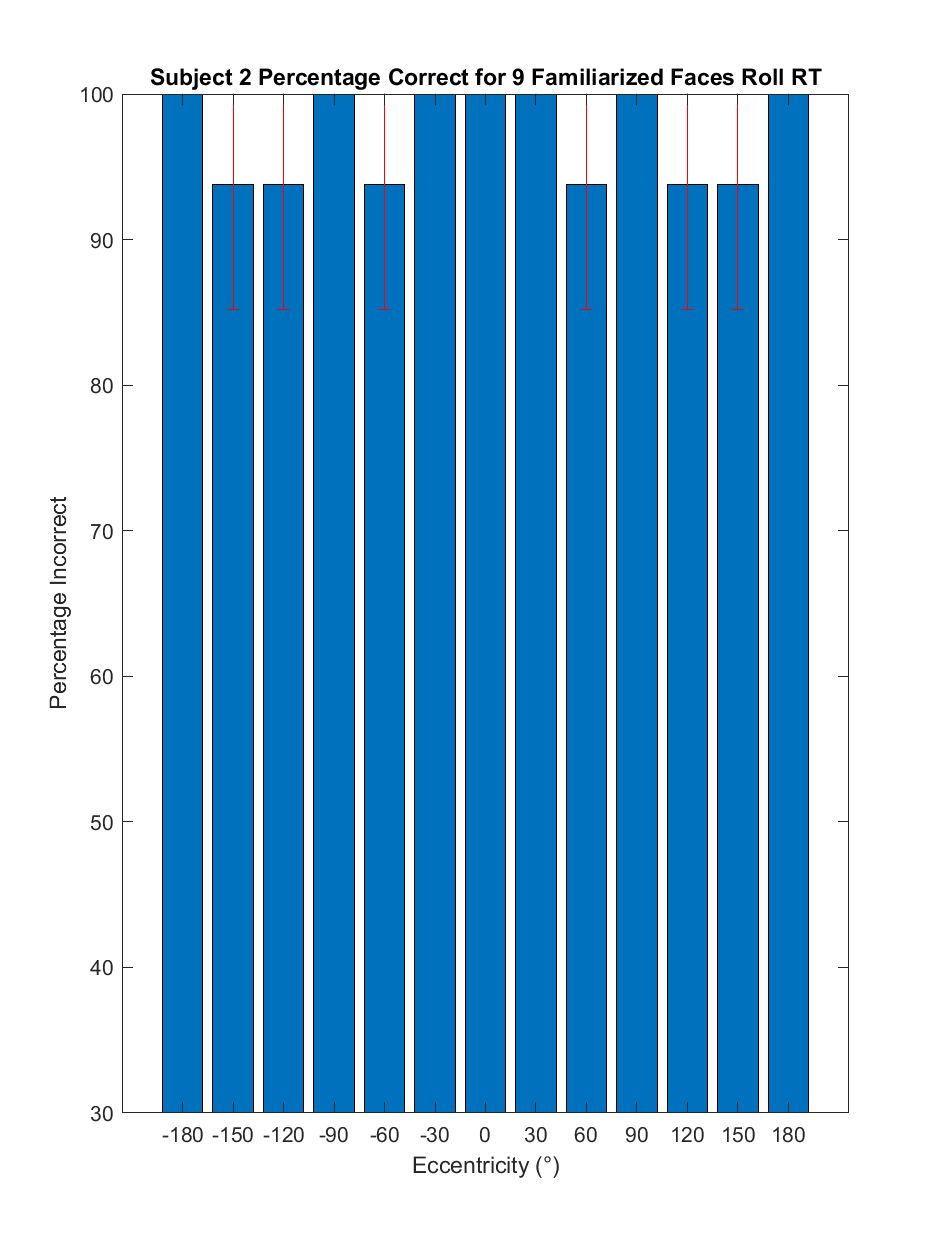 Subject 2 Percentage Correct for 9 Familiarized Faces Roll RT
100
90
80
70
60
50
40
30
Percentage Incorrect
-180 -150 -120 -90 -60 -30 0 30 60 90 120 150 180
Eccentricity (°)